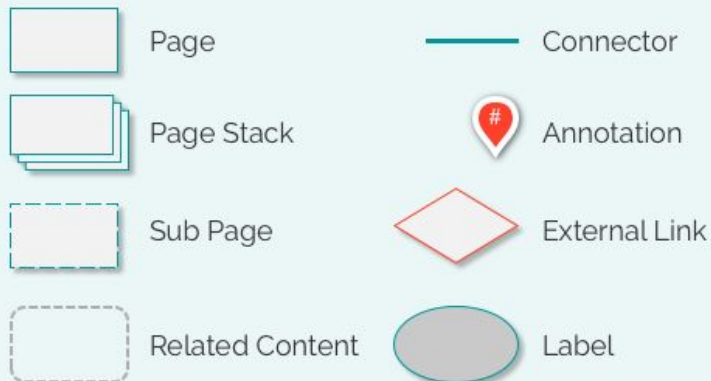 Page
Connector
Page Stack
#
Annotation
Sub Page
External Link
Related Content
Label